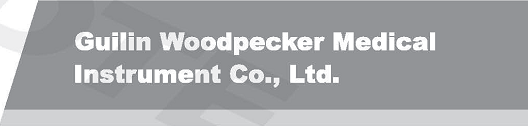 Guilin Woodpecker Medical
Instrument Co., Ltd.